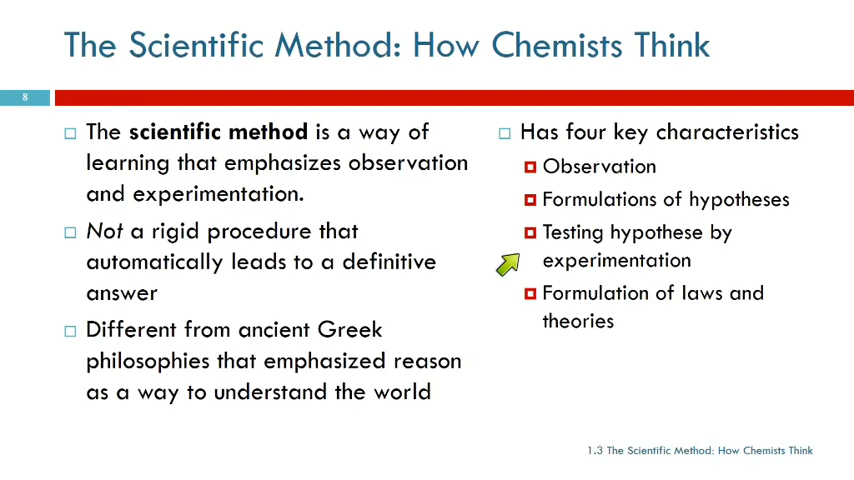 The Scientific Method: How Chemists Think
8
The scientific method is a way of
learning that emphasizes observation
and experimentation.
Not a rigid procedure that
automatically leads to a definitive
answer
Different from ancient Greek
philosophies that emphasized reason
as a way to understand the world
Has four key characteristics
Observation
Formulations of hypotheses
Testing hypothese by
experimentation
Formulation of laws and
theories
1.3 The Scientific Method: How Chemists Think